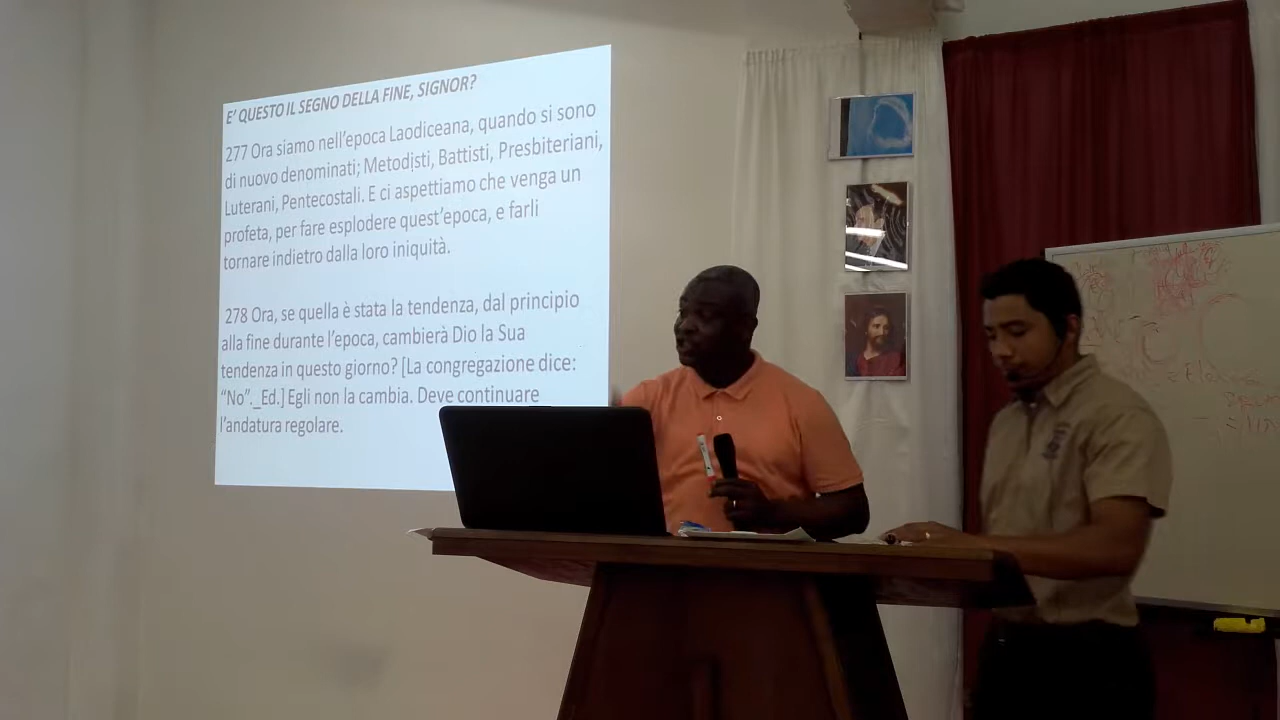 E' QUESTO IL SEGNO DELLA FINE, SIGNOR?
277 Ora siamo nell'epoca Laodiceana, quando si sono
di nuovo denominati; Metodisti, Battisti, Presbiteriani,
Luterani, Pentecostali. E ci aspettiamo che venga un
profeta, per fare esplodere quest'epoca, e farli
tornare indietro dalla loro iniquità.
278 Ora, se quella è stata la tendenza, dal principio
alla fine durante l'epoca, cambierà Dio la Sua
tendenza in questo giorno? [La congregazione dice:
“No”._Ed.] Egli non la cambia. Deve continuare
l'andatura regolare.